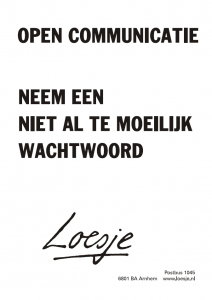 OPEN COMMUNICATIE
NEEM EEN
NIET AL TE MOEILIJK
WACHTWOORD
Loesje
Postbus 1045
6801 BA Arnhem www.loesje.nl